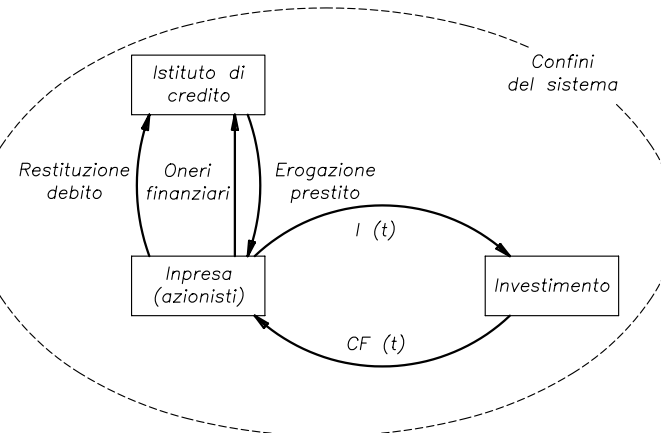 Confini
del sistema
Istituto di
credito
Restituzione
debito
Oneri
finanziari
Erogazione
prestito
I (t)
Inpresa
(azionisti)
Investimento
CF (t)